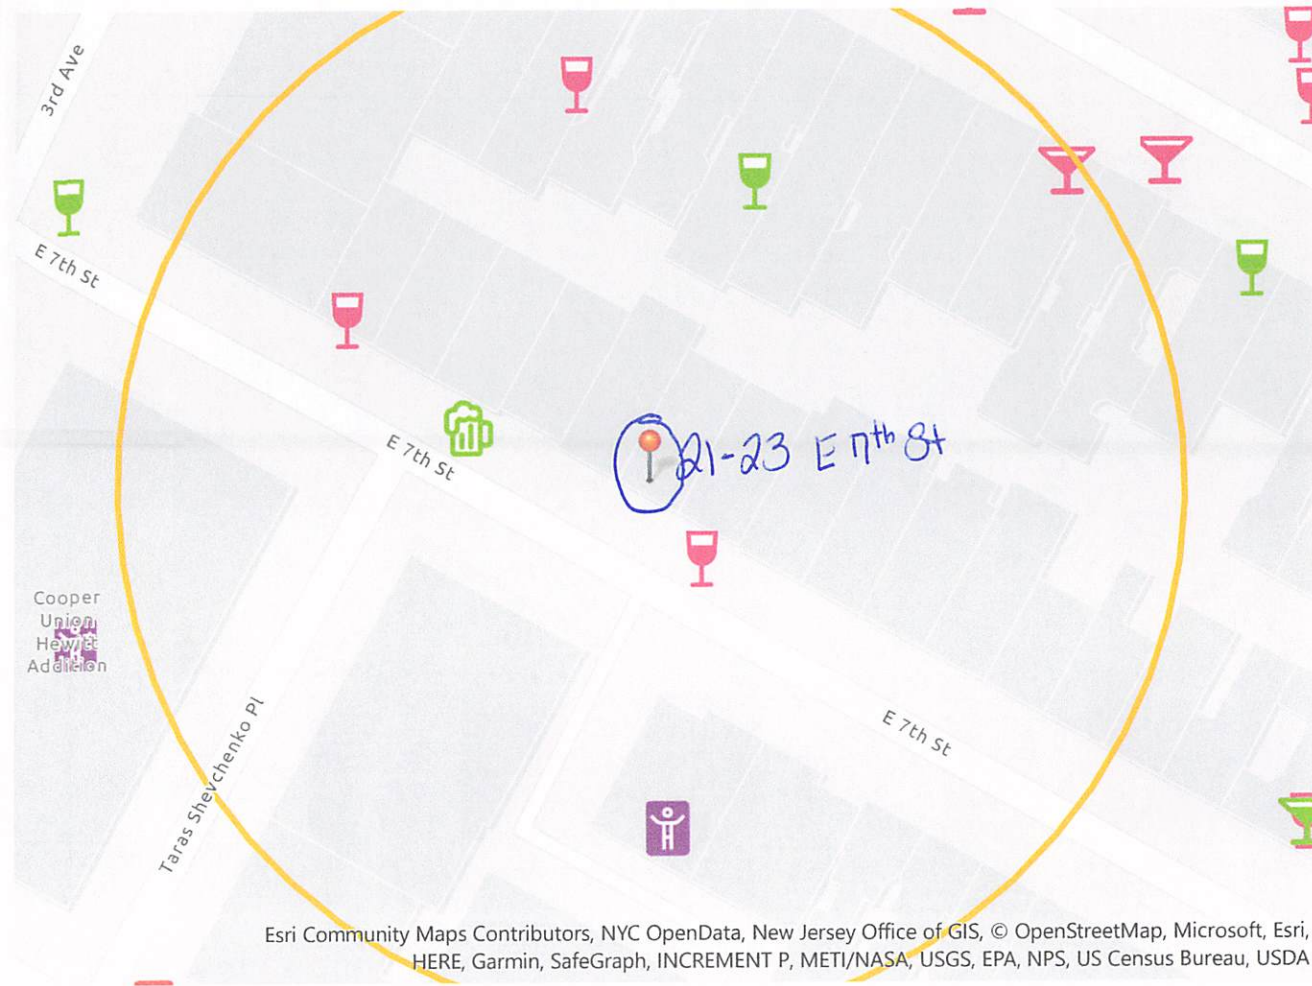 3rd Ave
E 7th St
E 7th St
21-23 E 7th St
Cooper
Union
Hewitt
Addition
Taras Shevchenko Pl
E 7th St
Esri Community Maps Contributors, NYC OpenData, New Jersey Office of GIS, © OpenStreetMap, Microsoft, Esri,
HERE, Garmin, SafeGraph, INCREMENT P, METI/NASA, USGS, EPA, NPS, US Census Bureau, USDA